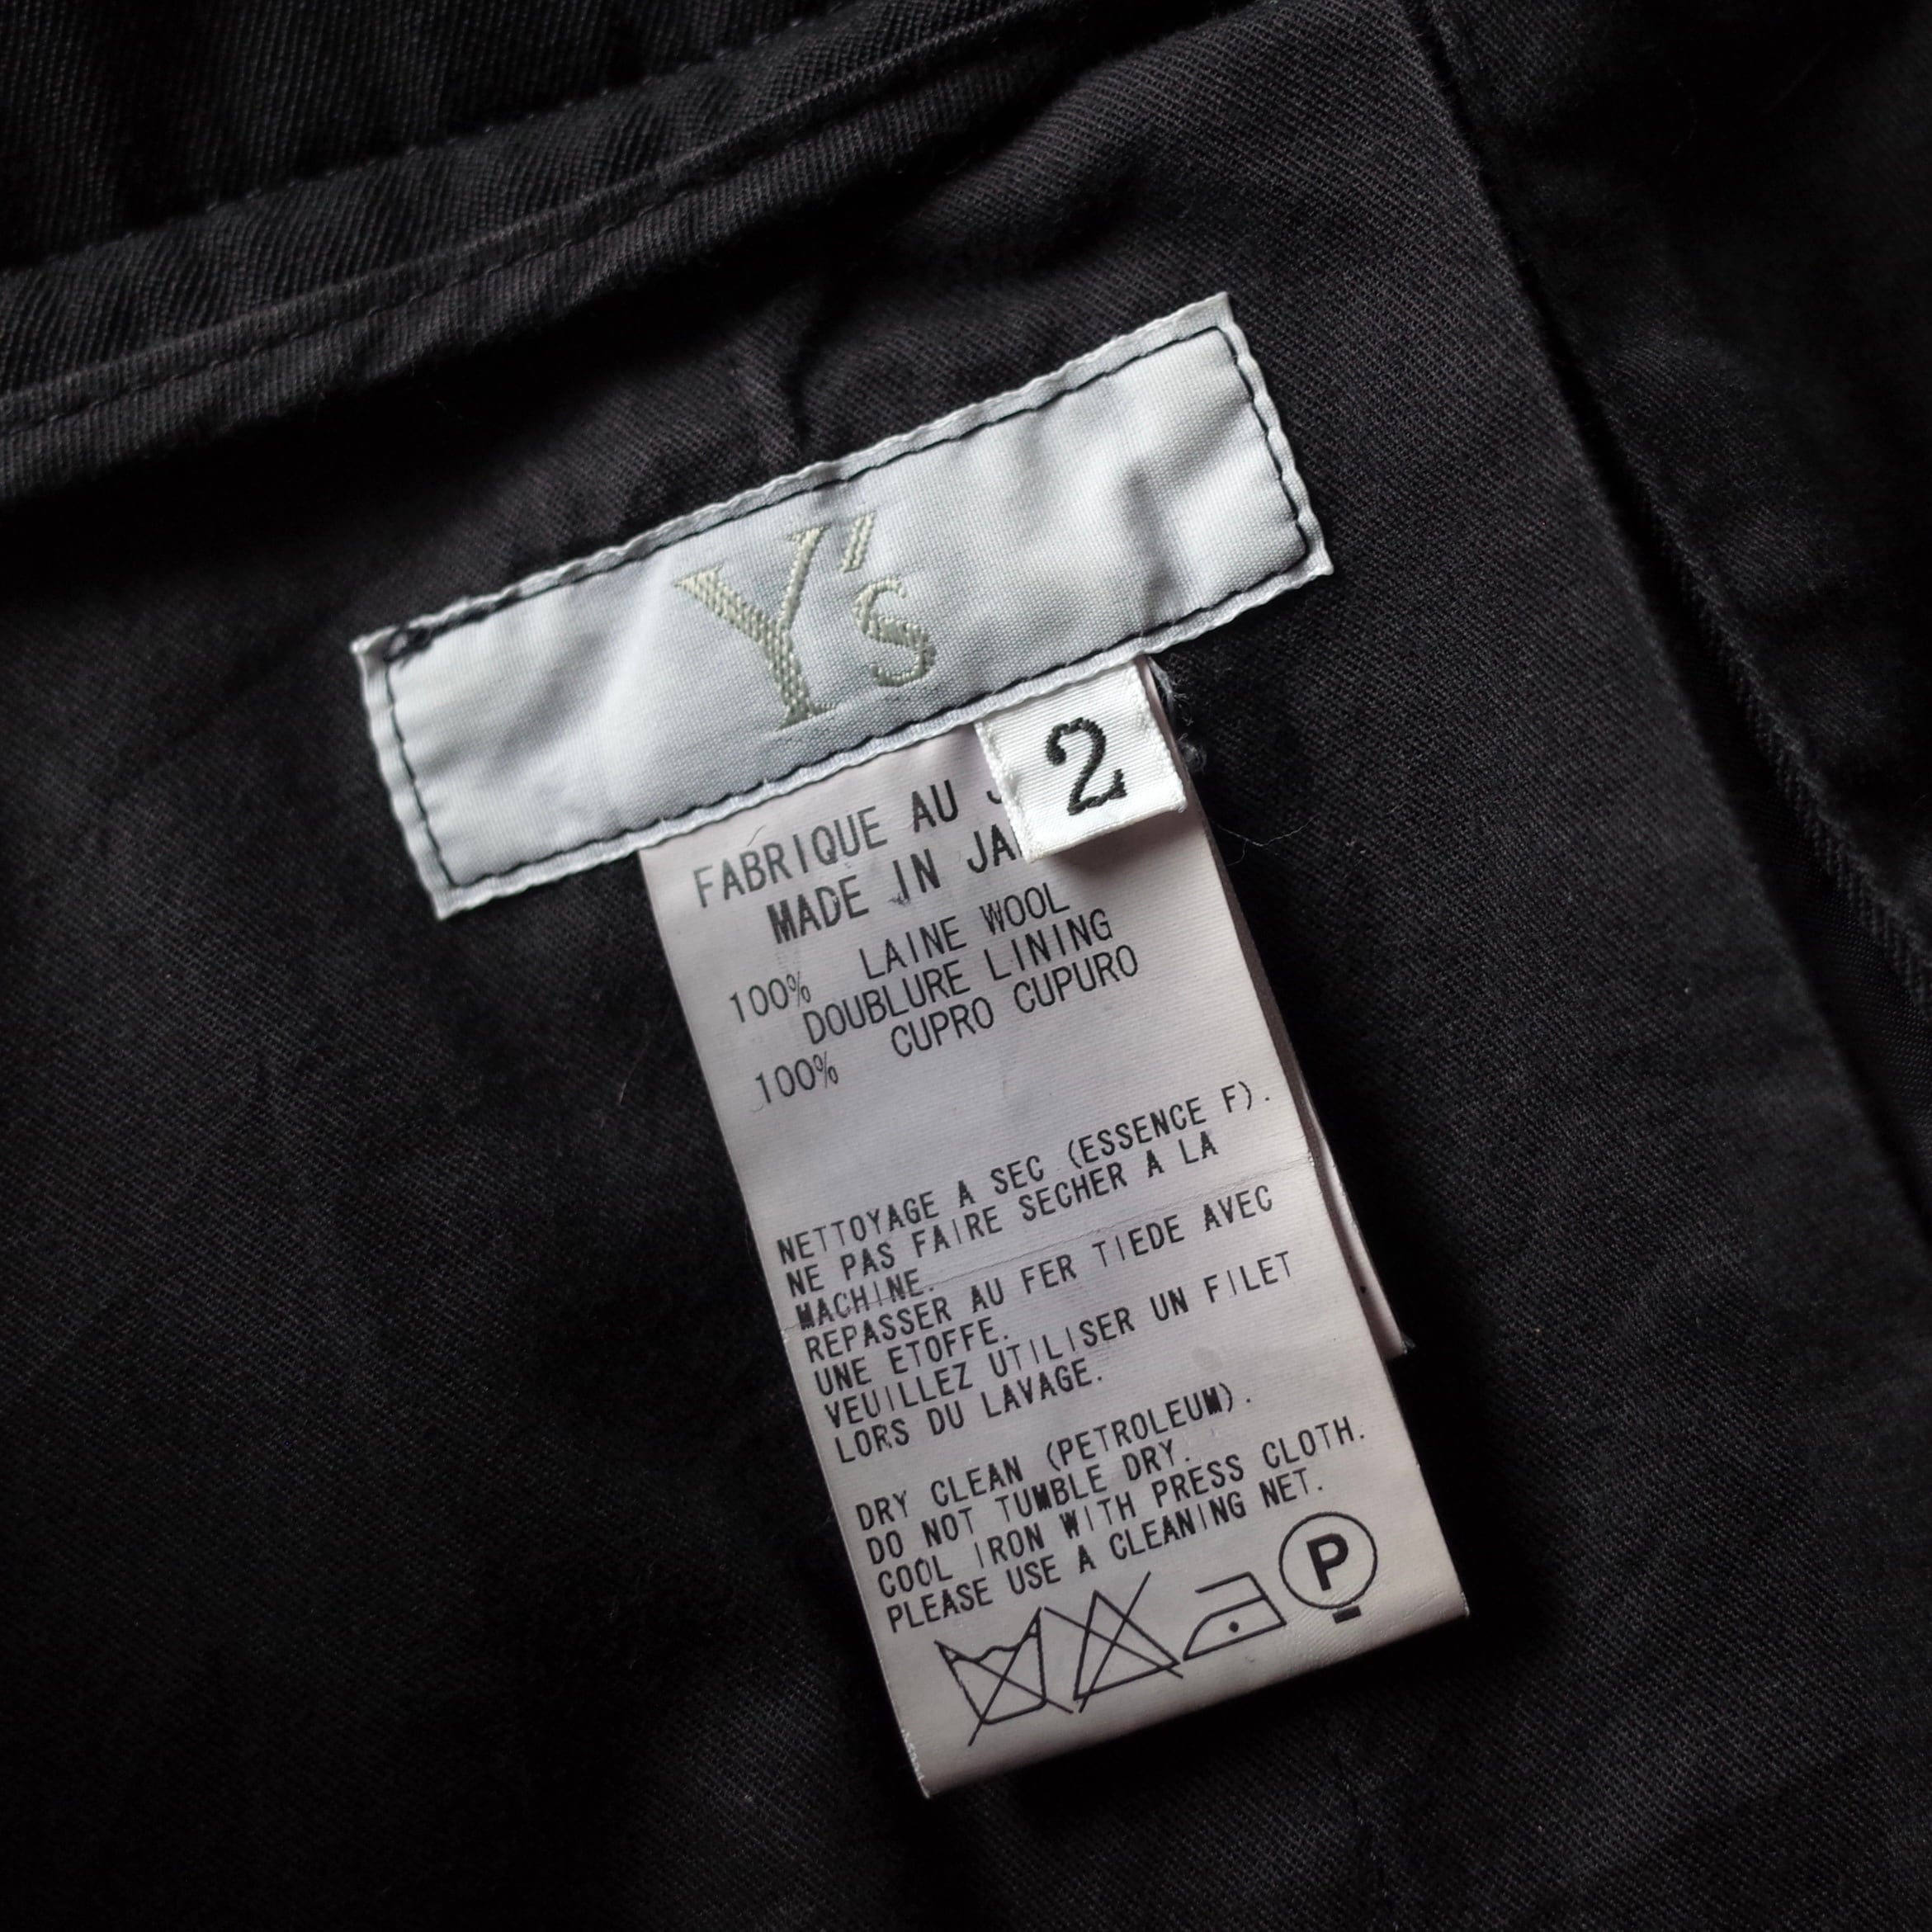 Y's
2
FABRIQUE AU
MADE IN
LAINE WOOL
100%
DOUBLURE LINING
CUPRO CUPURO
100%
NETTOYAGE A SEC (ESSENCE F).
NE PAS FAIRE SECHER A LA
MACHINE.
REPASSER AU FER TIEDE AVEC
UNE ETOFFE.
VEUILLEZ UTILISER UN FILET
LORS DU LAVAGE.
DRY CLEAN (PETROLEUM).
DO NOT TUMBLE DRY.
COOL IRON WITH PRESS CLOTH.
PLEASE USE A CLEANING NET.
P